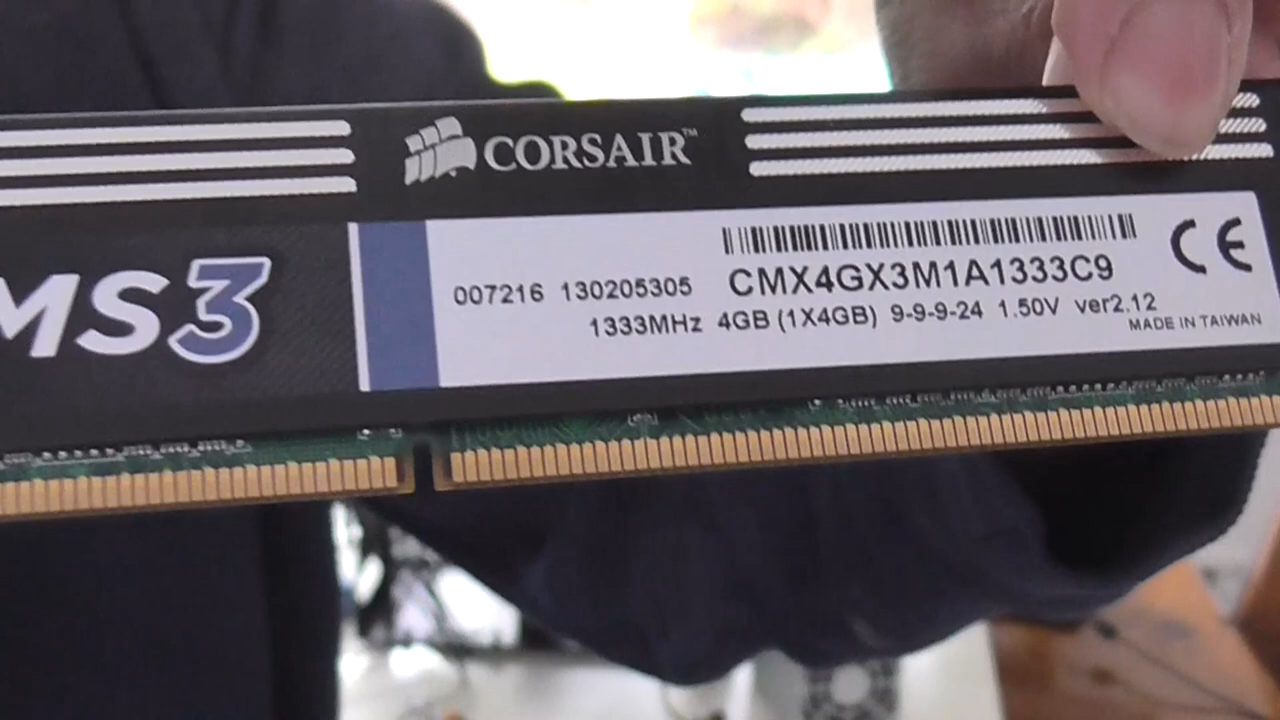 CORSAIR™
MS3
007216 130205305 CMX4GX3M1A1333C9
1333MHz 4GB (1X4GB) 9-9-9-24 1.50V ver2.12
MADE IN TAIWAN
CE